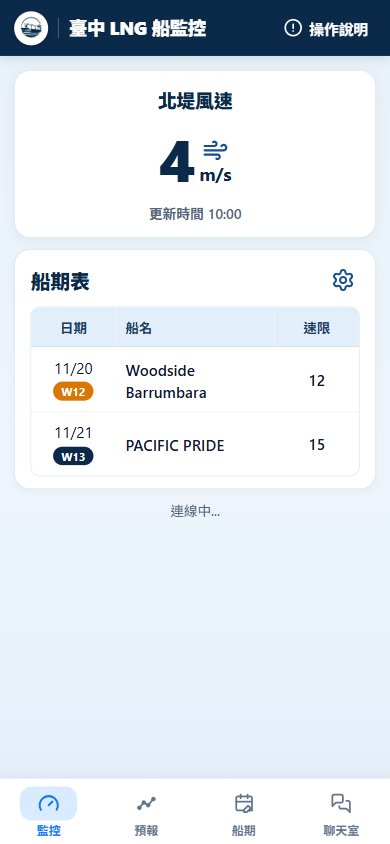 臺中 LNG 船監控
操作說明
北堤風速
4 m/s
更新時間 10:00
船期表
日期 船名 速限
11/20
W12
Woodside
Barrumbara
12
11/21
W13
PACIFIC PRIDE
15
連線中...
監控 預報 船期 聊天室